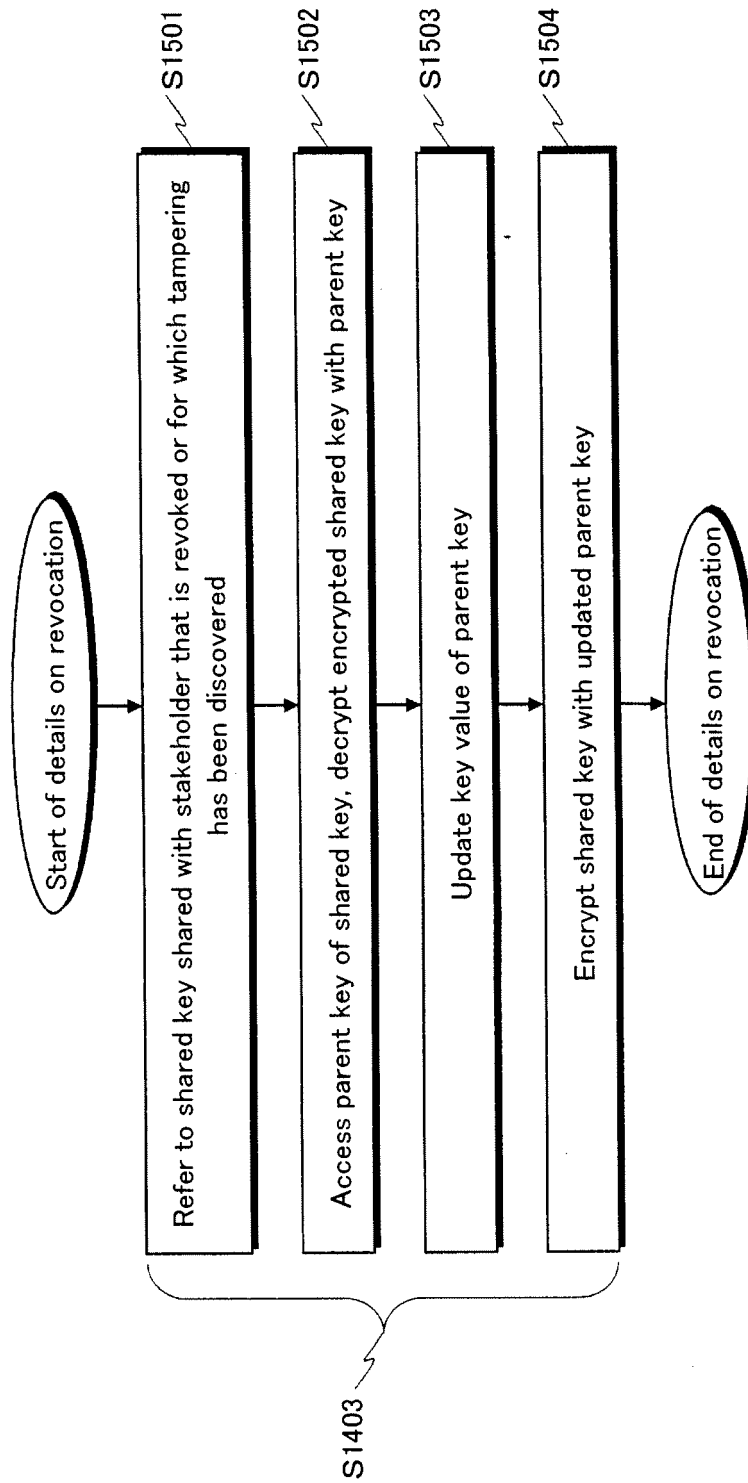 Start of details on revocation
S1501
Refer to shared key shared with stakeholder that is revoked or for which tampering
has been discovered
S1502
Access parent key of shared key, decrypt encrypted shared key with parent key
S1503
Update key value of parent key
S1504
Encrypt shared key with updated parent key
S1403
End of details on revocation